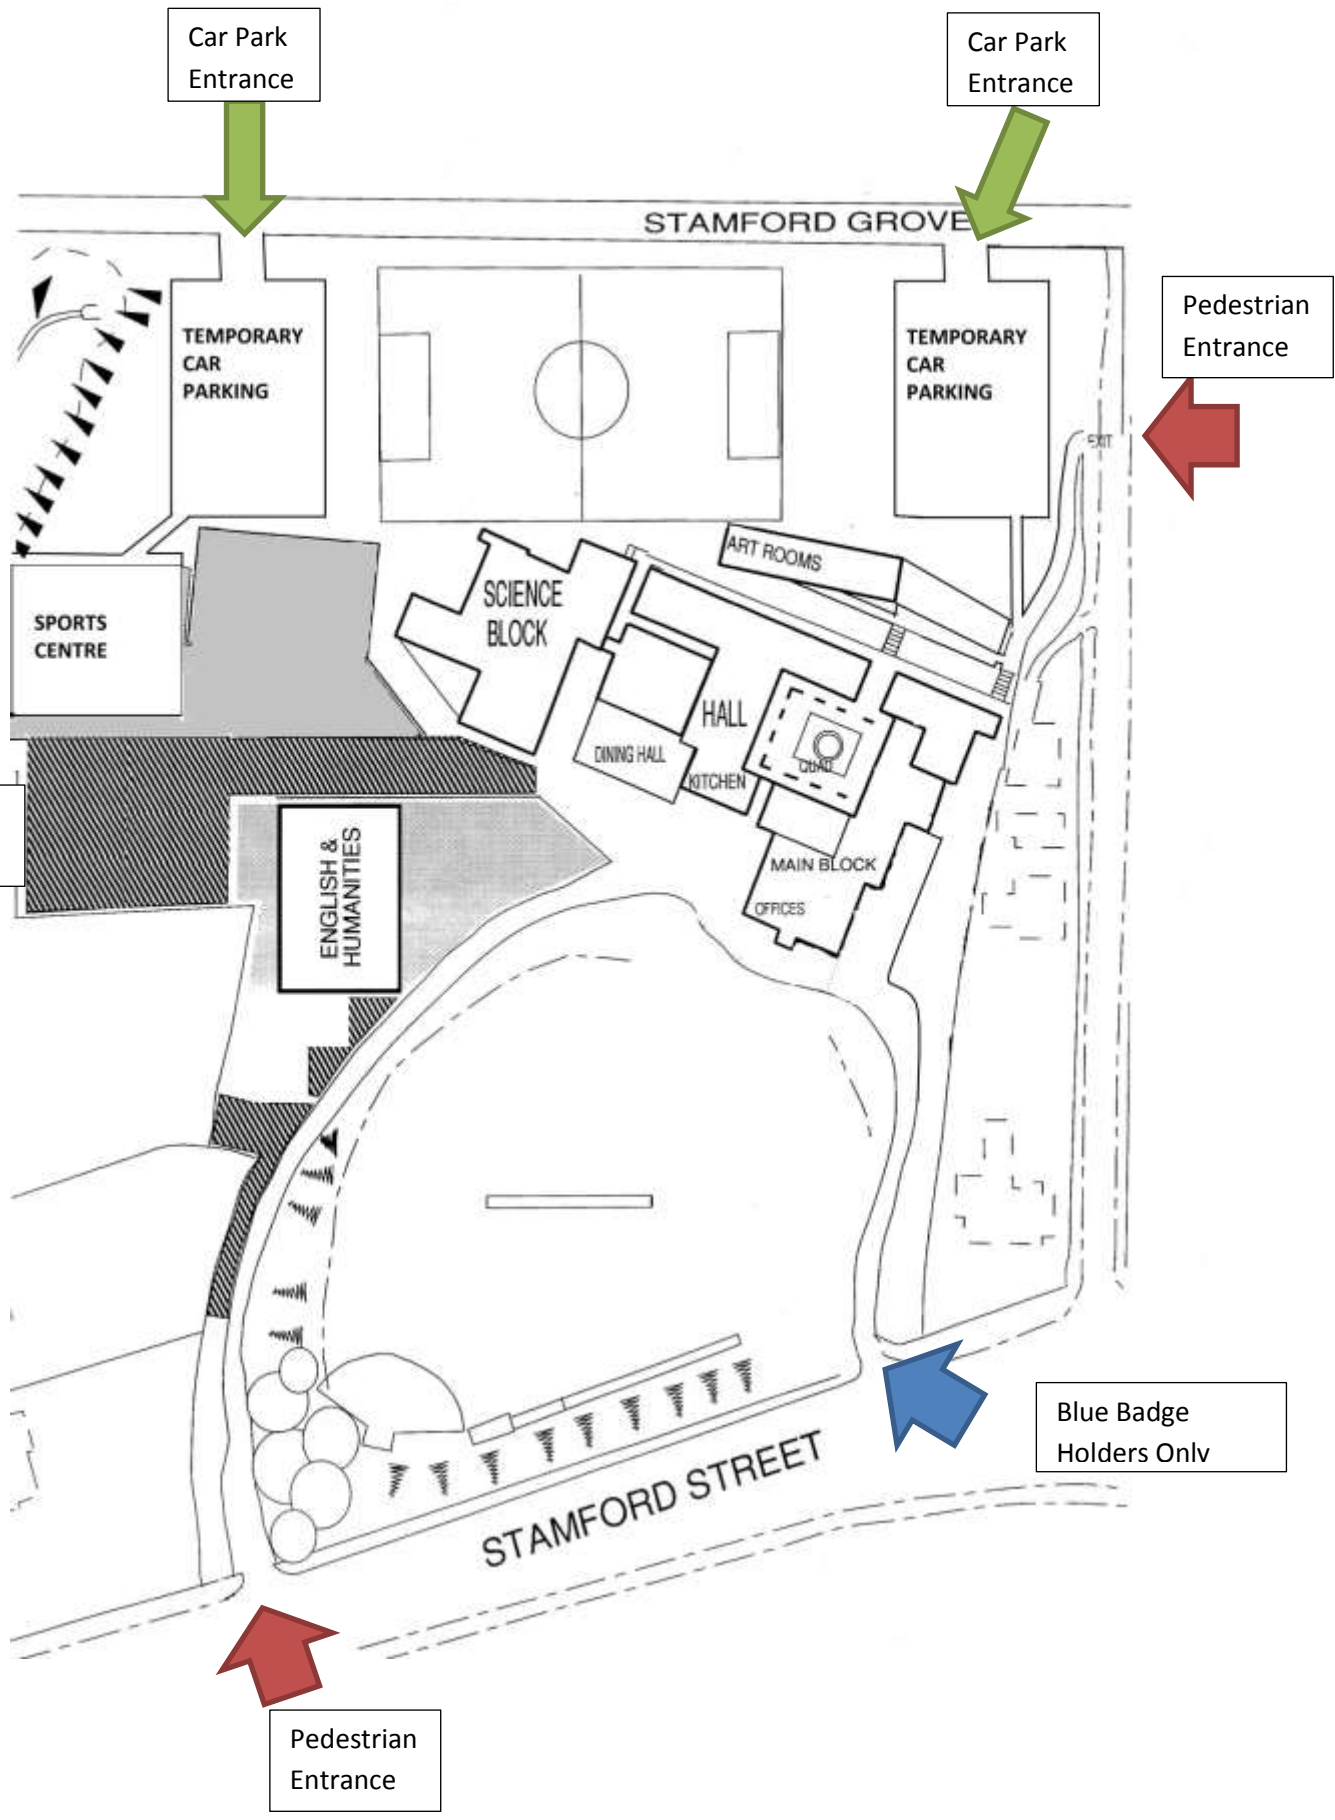 Car Park
Entrance
Car Park
Entrance
STAMFORD GROVE
Pedestrian
Entrance
TEMPORARY
CAR
PARKING
TEMPORARY
CAR
PARKING
EXIT
ART ROOMS
SCIENCE
BLOCK
SPORTS
CENTRE
HALL
DINING HALL
QUAD
KITCHEN
ENGLISH &
HUMANITIES
MAIN BLOCK
OFFICES
Blue Badge
Holders Only
STAMFORD STREET
Pedestrian
Entrance